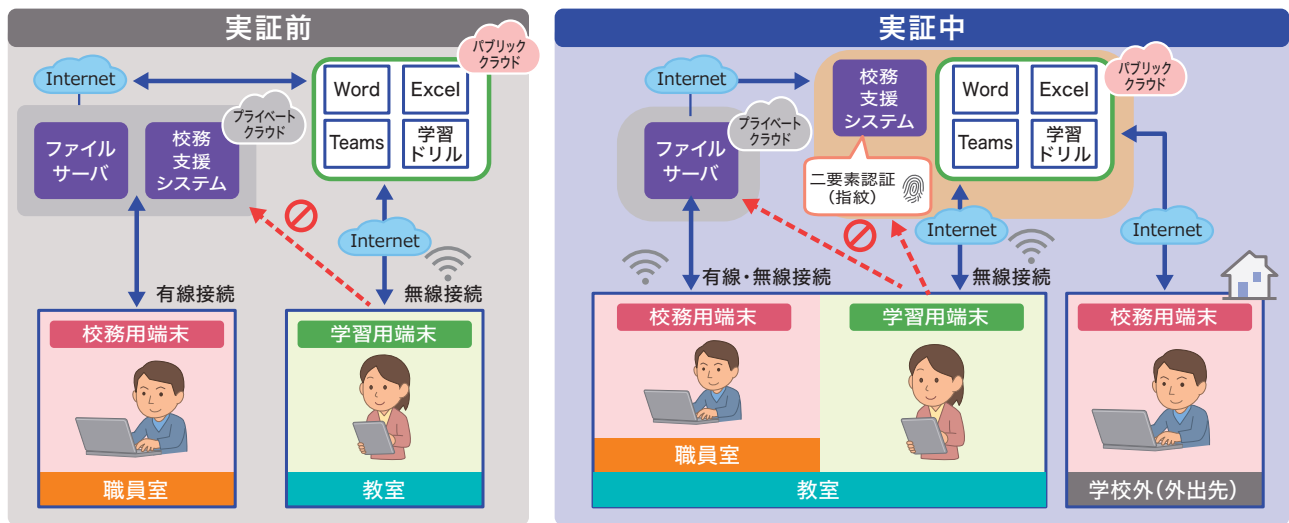 実証前
パブリック
クラウド
Internet
Word
Excel
Teams
学習
ドリル
プライベート
クラウド
ファイル
サーバ
校務
支援
システム
Internet
有線接続
無線接続
校務用端末
学習用端末
職員室
教室
実証中
パブリック
クラウド
Internet
校務
支援
システム
Word
Excel
Teams
学習
ドリル
プライベート
クラウド
ファイル
サーバ
二要素認証
(指紋)
Internet
Internet
有線・無線接続
無線接続
校務用端末
学習用端末
校務用端末
職員室
教室
学校外(外出先)